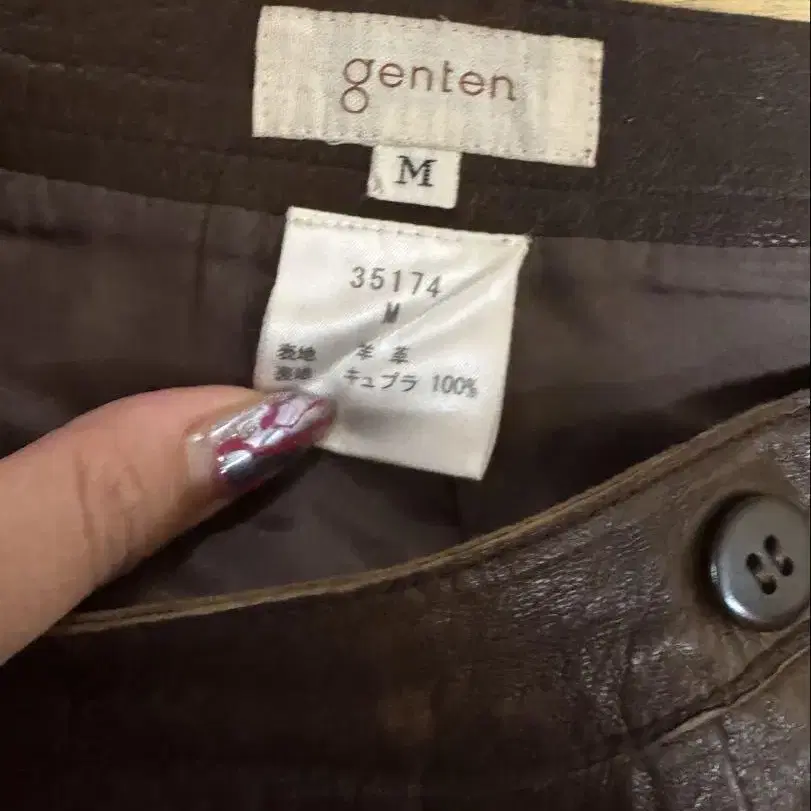 genten
M
35174
M
表地 羊革
裏地 キュプラ 100%